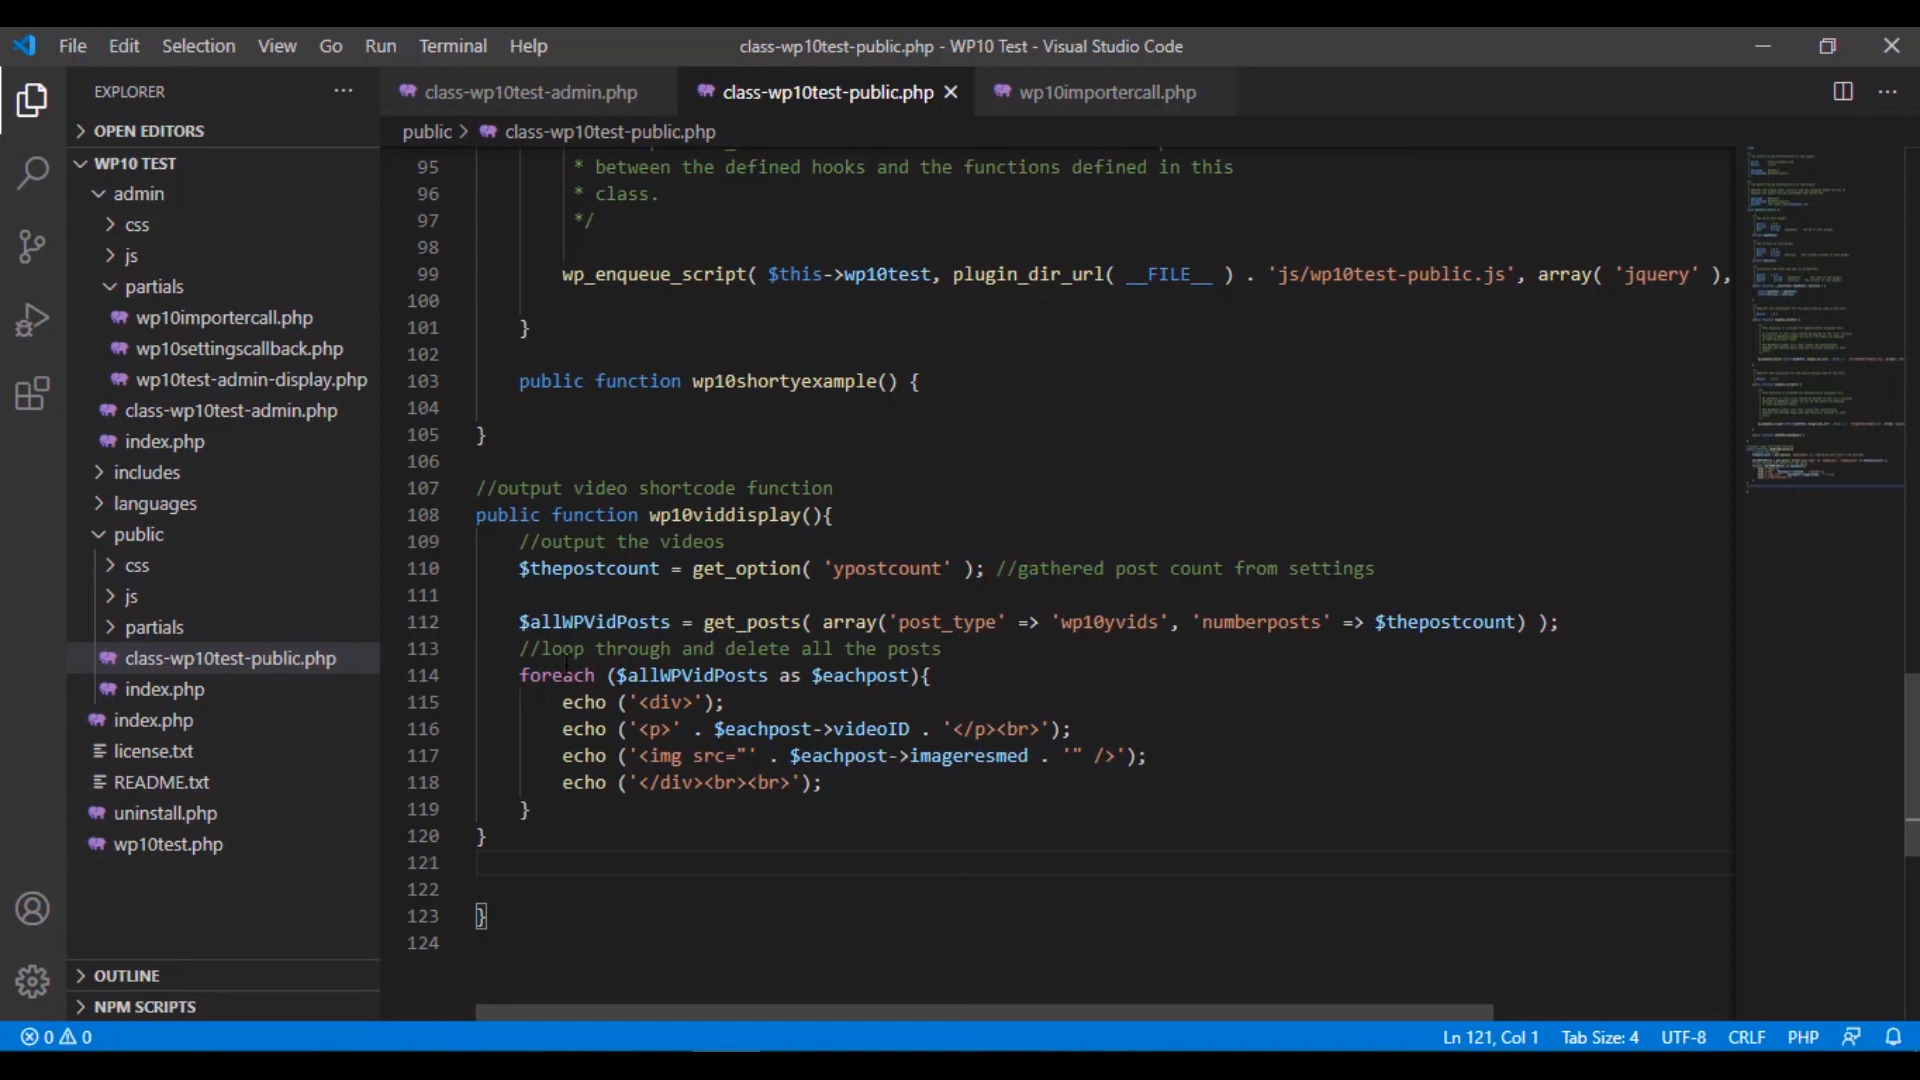 File Edit Selection View Go Run Terminal Help class-wp10test-public.php - WP10 Test - Visual Studio Code
EXPLORER
OPEN EDITORS
WP10 TEST
admin
css
js
partials
wp10importercall.php
wp10settingscallback.php
wp10test-admin-display.php
class-wp10test-admin.php
index.php
includes
languages
public
css
js
partials
class-wp10test-public.php
index.php
index.php
license.txt
README.txt
uninstall.php
wp10test.php
OUTLINE
NPM SCRIPTS
class-wp10test-admin.php class-wp10test-public.php wp10importercall.php
public > class-wp10test-public.php
95 * between the defined hooks and the functions defined in this
96 * class.
97 */
98
99 wp_enqueue_script( $this->wp10test, plugin_dir_url( __FILE__ ) . 'js/wp10test-public.js', array( 'jquery' ),
100
101 }
102
103 public function wp10shortyexample() {
104
105 }
106
107 //output video shortcode function
108 public function wp10viddisplay(){
109 //output the videos
110 $thepostcount = get_option( 'ypostcount' ); //gathered post count from settings
111
112 $allWPVidPosts = get_posts( array('post_type' => 'wp10yvids', 'numberposts' => $thepostcount) );
113 //loop through and delete all the posts
114 foreach ($allWPVidPosts as $eachpost){
115 echo ('<div>');
116 echo ('<p>' . $eachpost->videoID . '</p><br>');
117 echo ('<img src="' . $eachpost->imageresmed . '" />');
118 echo ('</div><br><br>');
119 }
120 }
121
122
123 }
124
0 0 Ln 121, Col 1 Tab Size: 4 UTF-8 CRLF PHP